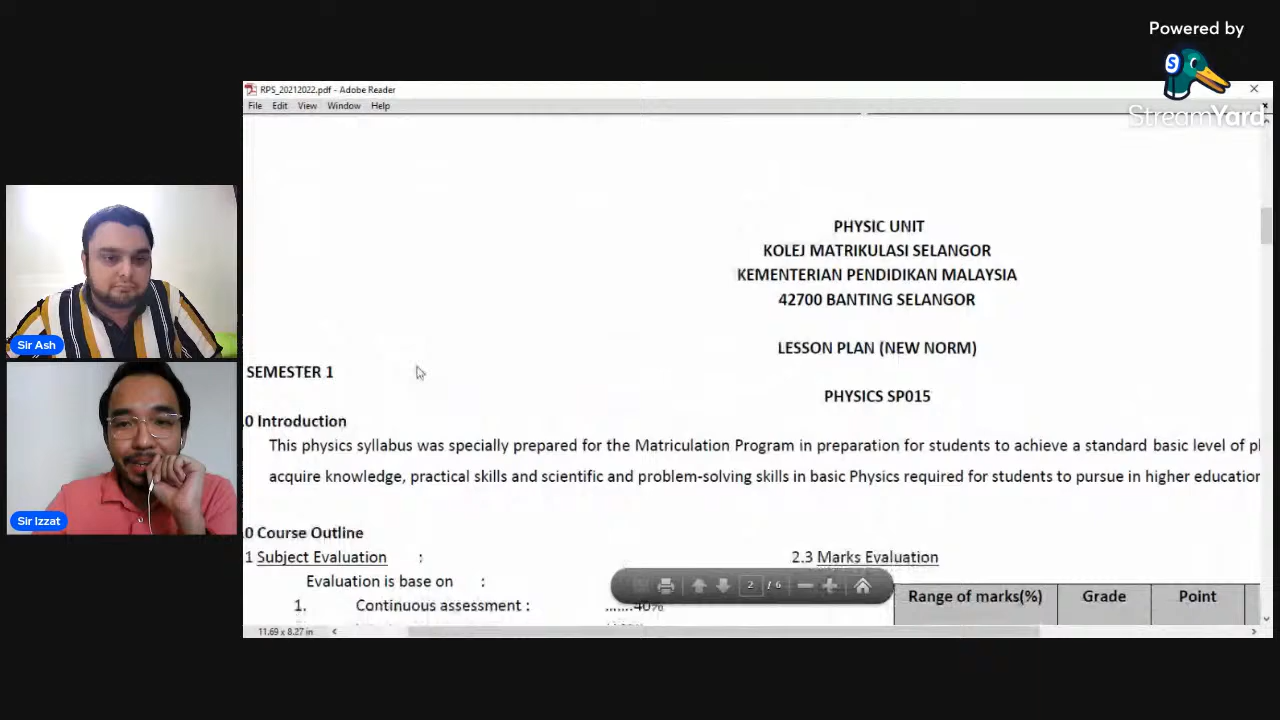 Powered by
StreamYard
RPS_20212022.pdf - Adobe Reader
File Edit View Window Help
PHYSIC UNIT
KOLEJ MATRIKULASI SELANGOR
KEMENTERIAN PENDIDIKAN MALAYSIA
42700 BANTING SELANGOR
LESSON PLAN (NEW NORM)
SEMESTER 1
PHYSICS SP015
.0 Introduction
This physics syllabus was specially prepared for the Matriculation Program in preparation for students to achieve a standard basic level of
acquire knowledge, practical skills and scientific and problem-solving skills in basic Physics required for students to pursue in higher education
.0 Course Outline
1 Subject Evaluation :
2.3 Marks Evaluation
Evaluation is base on :
1. Continuous assessment : ........40%
Range of marks(%) Grade Point
2 / 6
11.69 x 8.27 in
Sir Ash
Sir Izzat